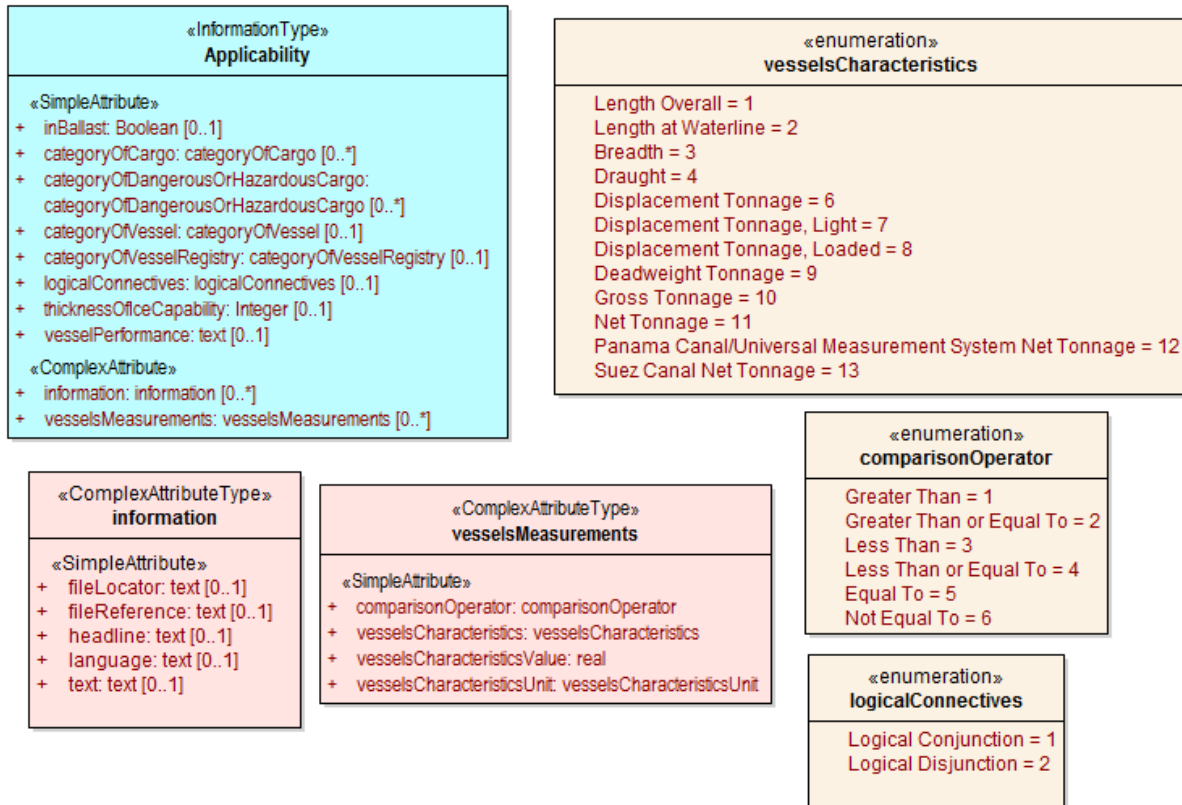 «InformationType»
Applicability
«SimpleAttribute»
+ inBallast: Boolean [0..1]
+ categoryOfCargo: categoryOfCargo [0..*]
+ categoryOfDangerousOrHazardousCargo:
categoryOfDangerousOrHazardousCargo [0..*]
+ categoryOfVessel: categoryOfVessel [0..1]
+ categoryOfVesselRegistry: categoryOfVesselRegistry [0..1]
+ logicalConnectives: logicalConnectives [0..1]
+ thicknessOfIceCapability: Integer [0..1]
+ vesselPerformance: text [0..1]
«ComplexAttribute»
+ information: information [0..*]
+ vesselsMeasurements: vesselsMeasurements [0..*]
«enumeration»
vesselsCharacteristics
Length Overall = 1
Length at Waterline = 2
Breadth = 3
Draught = 4
Displacement Tonnage = 6
Displacement Tonnage, Light = 7
Displacement Tonnage, Loaded = 8
Deadweight Tonnage = 9
Gross Tonnage = 10
Net Tonnage = 11
Panama Canal/Universal Measurement System Net Tonnage = 12
Suez Canal Net Tonnage = 13
«ComplexAttributeType»
information
«SimpleAttribute»
+ fileLocator: text [0..1]
+ fileReference: text [0..1]
+ headline: text [0..1]
+ language: text [0..1]
+ text: text [0..1]
«ComplexAttributeType»
vesselsMeasurements
«SimpleAttribute»
+ comparisonOperator: comparisonOperator
+ vesselsCharacteristics: vesselsCharacteristics
+ vesselsCharacteristicsValue: real
+ vesselsCharacteristicsUnit: vesselsCharacteristicsUnit
«enumeration»
comparisonOperator
Greater Than = 1
Greater Than or Equal To = 2
Less Than = 3
Less Than or Equal To = 4
Equal To = 5
Not Equal To = 6
«enumeration»
logicalConnectives
Logical Conjunction = 1
Logical Disjunction = 2